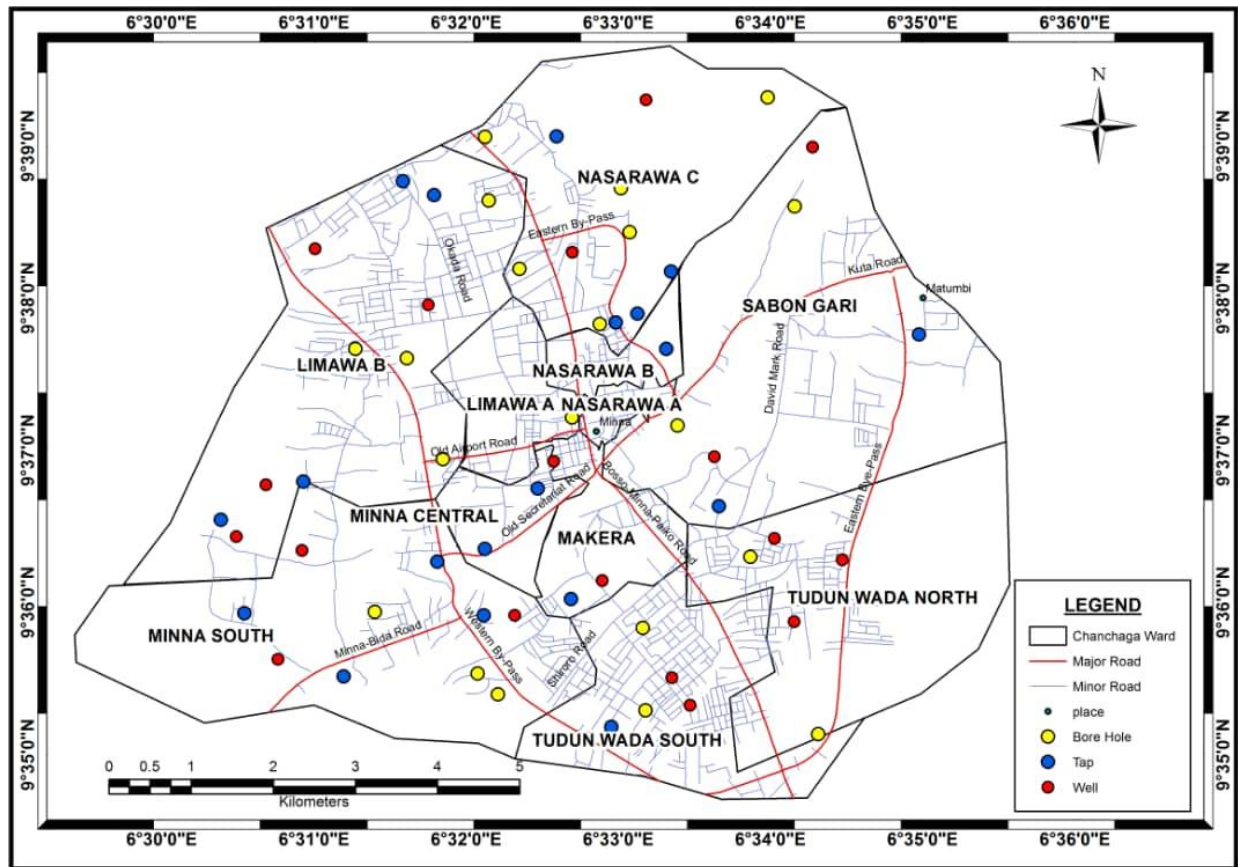 6°30'0"E 6°31'0"E 6°32'0"E 6°33'0"E 6°34'0"E 6°35'0"E 6°36'0"E
N
9°39'0"N
9°39'0"N
NASARAWA C
Eastern By-Pass
Okada Road
Kuta Road
9°38'0"N
9°38'0"N
Matumbi
SABON GARI
David Mark Road
LIMAWA B
NASARAWA B
LIMAWA A
NASARAWA A
Minna
Old Airport Road
9°37'0"N
9°37'0"N
Old Secretariat Road
Bosso-Minna-Paiko Road
Eastern Bye-Pass
MINNA CENTRAL
MAKERA
TUDUN WADA NORTH
9°36'0"N
9°36'0"N
MINNA SOUTH
Minna-Bida Road
Western By-Pass
Shiroro Road
TUDUN WADA SOUTH
9°35'0"N
9°35'0"N
LEGEND
Chanchaga Ward
Major Road
Minor Road
place
Bore Hole
Tap
Well
0 0.5 1 2 3 4 5
Kilometers
6°30'0"E 6°31'0"E 6°32'0"E 6°33'0"E 6°34'0"E 6°35'0"E 6°36'0"E